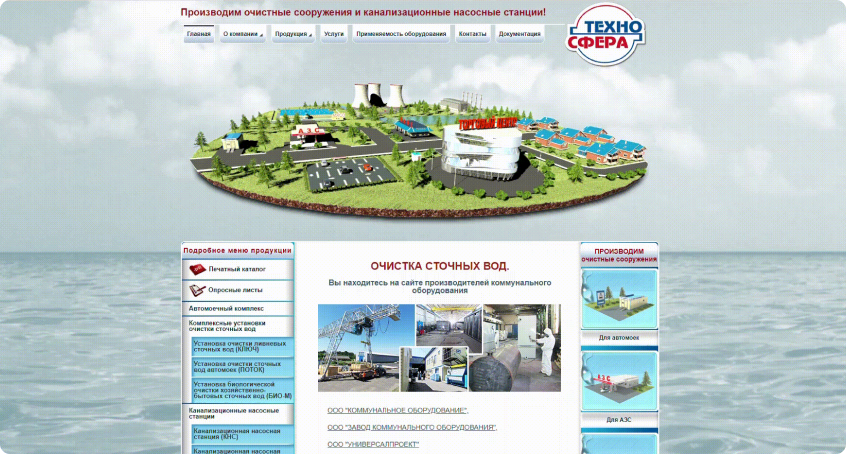 Производим очистные сооружения и канализационные насосные станции!
ТЕХНО
СФЕРА
Главная
О компании
Продукция
Услуги
Применяемость оборудования
Контакты
Документация
АЗС
ТОРГОВЫЙ ЦЕНТР
Подробное меню продукции
Печатный каталог
Опросные листы
Автомоечный комплекс
Комплексные установки
очистки сточных вод
Установка очистки ливневых
сточных вод (КЛЮЧ)
Установка очистки сточных
вод автомоек (ПОТОК)
Установка биологической
очистки хозяйственно-
бытовых сточных вод (БИО-М)
Канализационные насосные
станции
Канализационная насосная
станция (КНС)
Канализационная насосная
ОЧИСТКА СТОЧНЫХ ВОД.
Вы находитесь на сайте производителей коммунального
оборудования
ООО "КОММУНАЛЬНОЕ ОБОРУДОВАНИЕ",
ООО "ЗАВОД КОММУНАЛЬНОГО ОБОРУДОВАНИЯ",
ООО "УНИВЕРСАЛПРОЕКТ"
ПРОИЗВОДИМ
очистные сооружения
Для автомоек
АЗС
Для АЗС